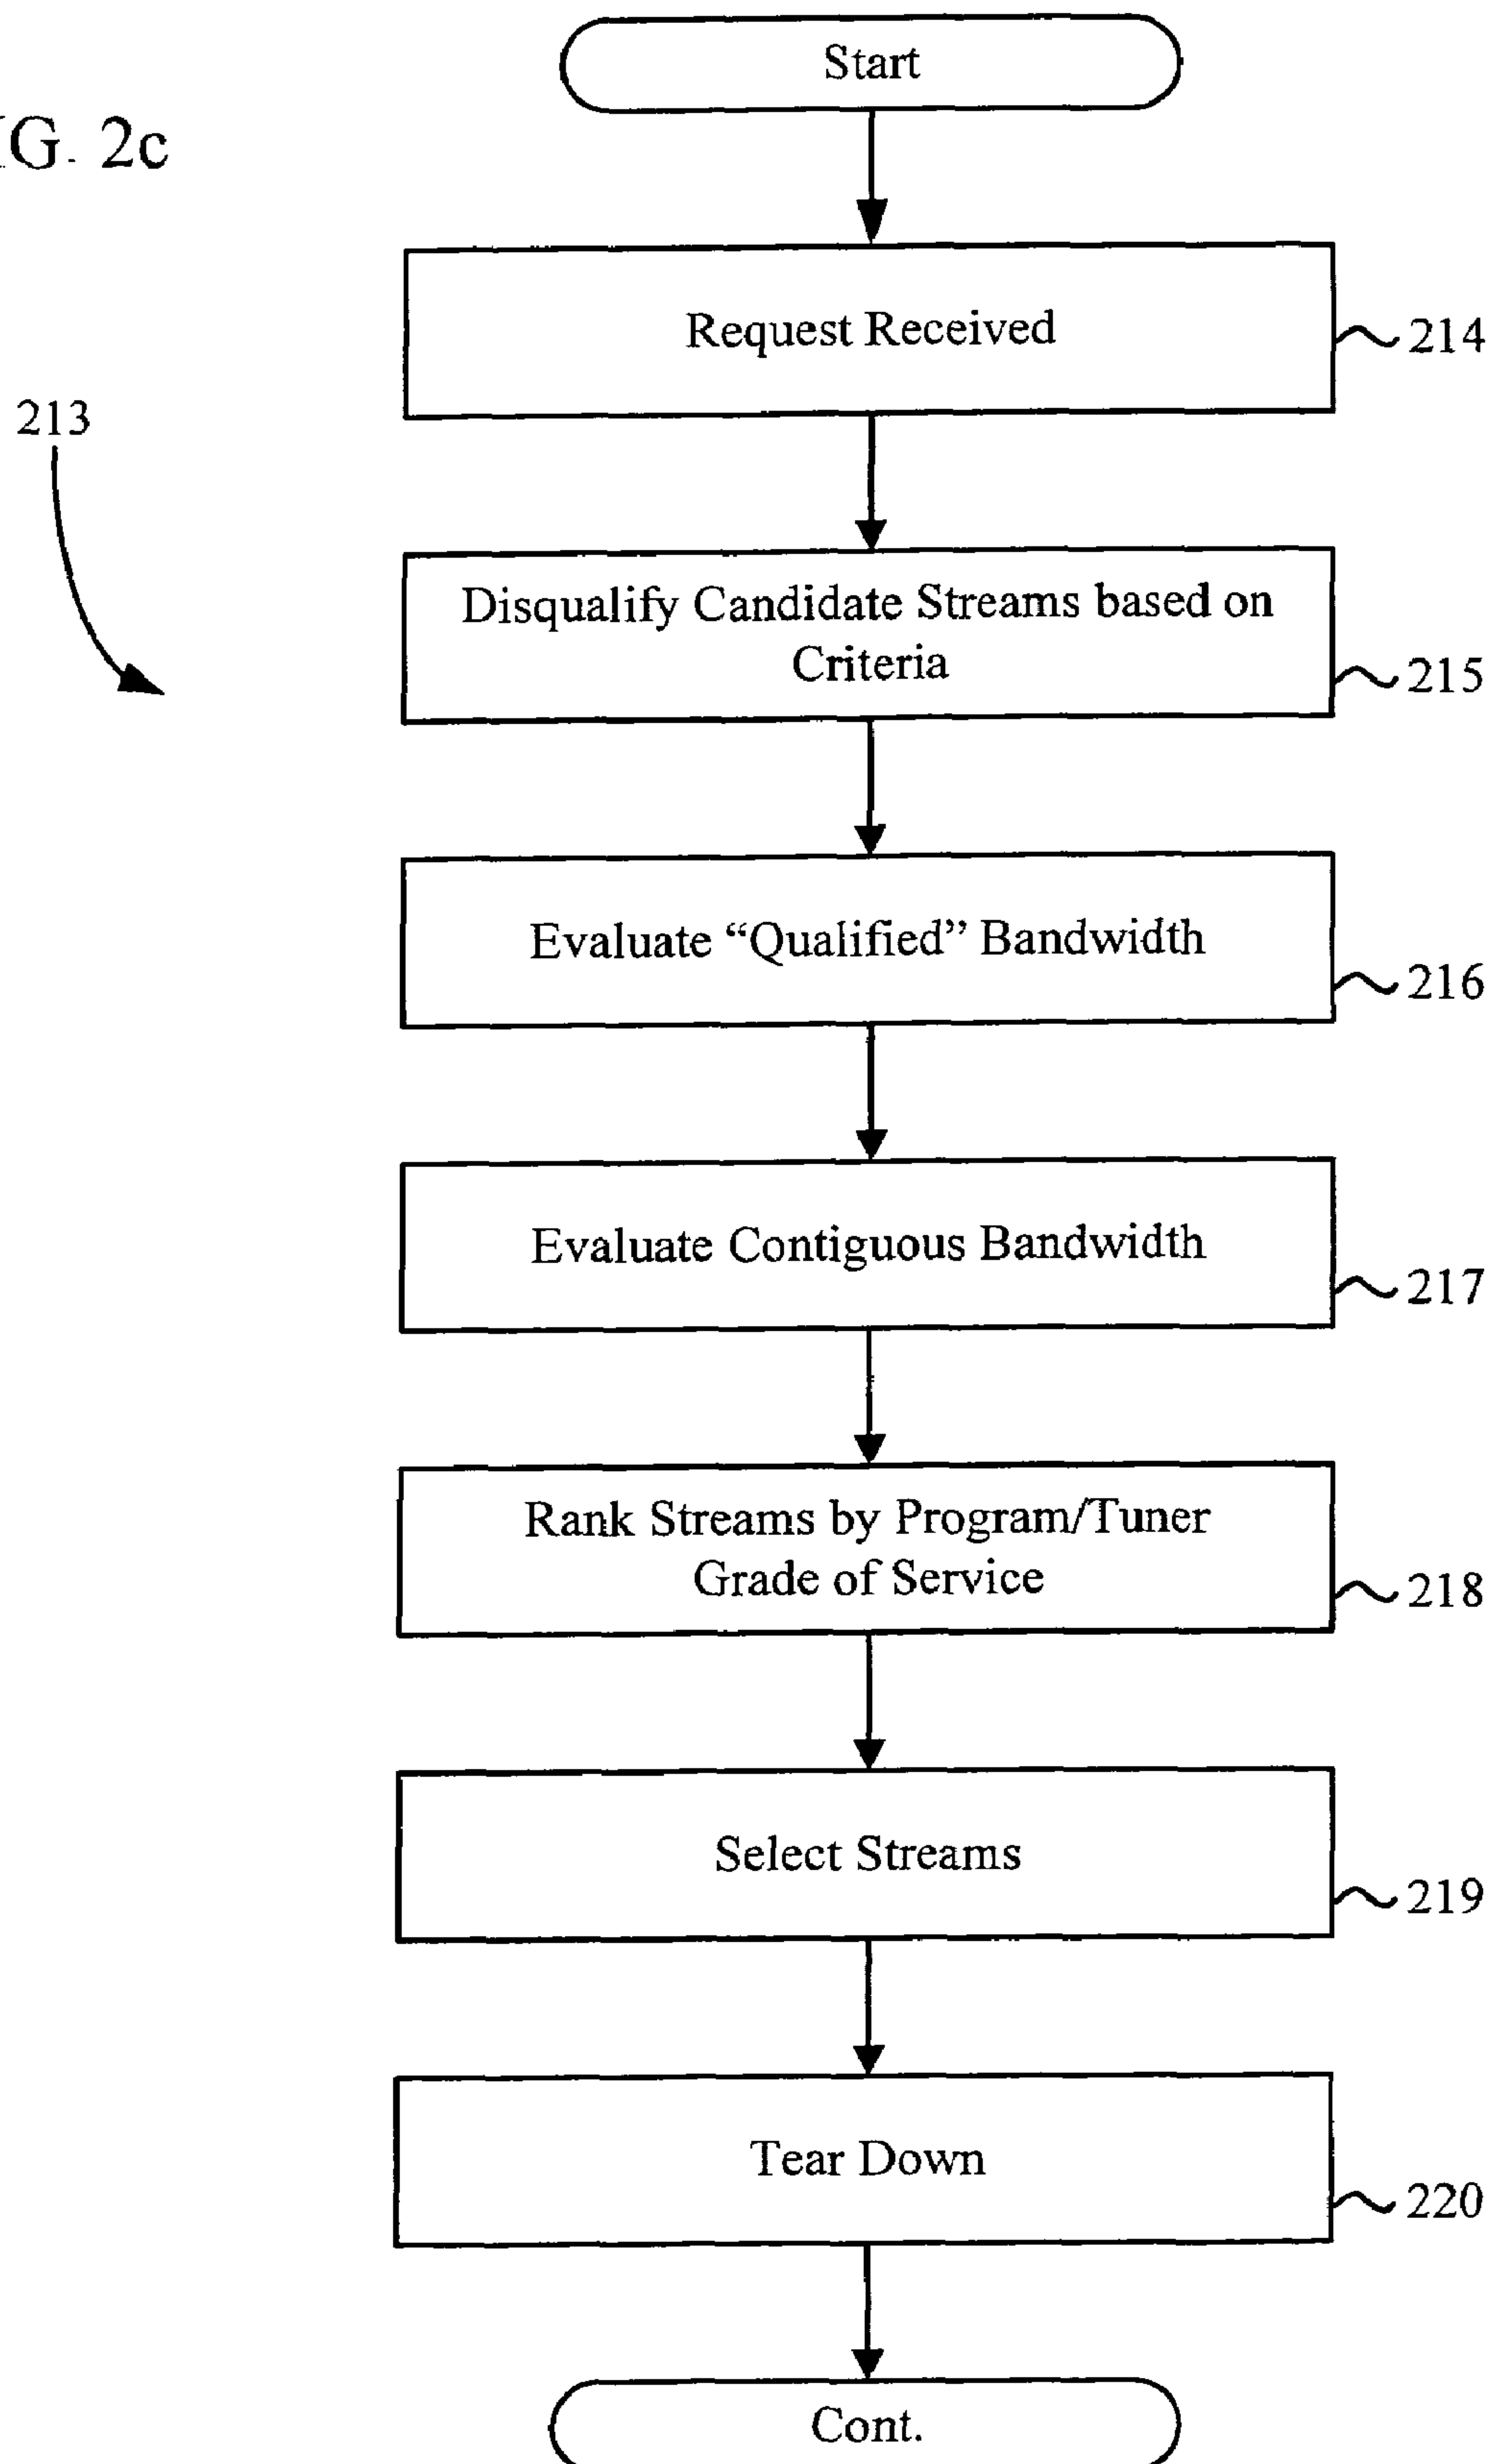 Start
G. 2c
Request Received
214
213
Disqualify Candidate Streams based on
Criteria
215
Evaluate “Qualified” Bandwidth
216
Evaluate Contiguous Bandwidth
217
Rank Streams by Program/Tuner
Grade of Service
218
Select Streams
219
Tear Down
220
Cont.